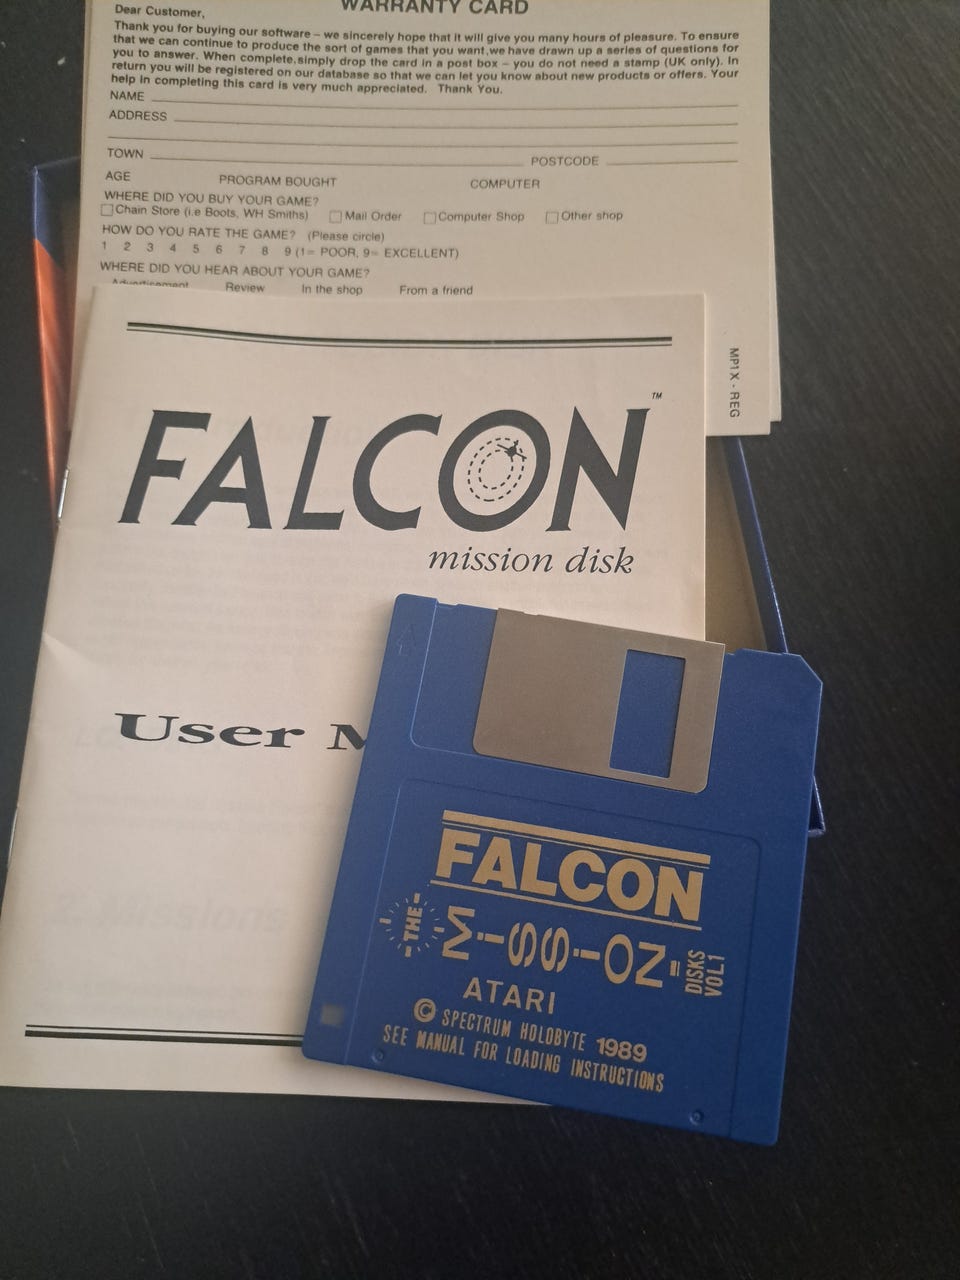 WARRANTY CARD
Dear Customer,
Thank you for buying our software – we sincerely hope that it will give you many hours of pleasure. To ensure
that we can continue to produce the sort of games that you want,we have drawn up a series of questions for
you to answer. When complete,simply drop the card in a post box – you do not need a stamp (UK only). In
return you will be registered on our database so that we can let you know about new products or offers. Your
help in completing this card is very much appreciated. Thank You.
NAME
ADDRESS
TOWN POSTCODE
AGE PROGRAM BOUGHT COMPUTER
WHERE DID YOU BUY YOUR GAME?
Chain Store (i.e Boots, WH Smiths) Mail Order Computer Shop Other shop
HOW DO YOU RATE THE GAME? (Please circle)
1 2 3 4 5 6 7 8 9 (1= POOR, 9= EXCELLENT)
WHERE DID YOU HEAR ABOUT YOUR GAME?
Advertisement Review In the shop From a friend
MP1X - REG
FALCON™
mission disk
User M
FALCON
THE MISSION DISKS VOL1
ATARI
© SPECTRUM HOLOBYTE 1989
SEE MANUAL FOR LOADING INSTRUCTIONS